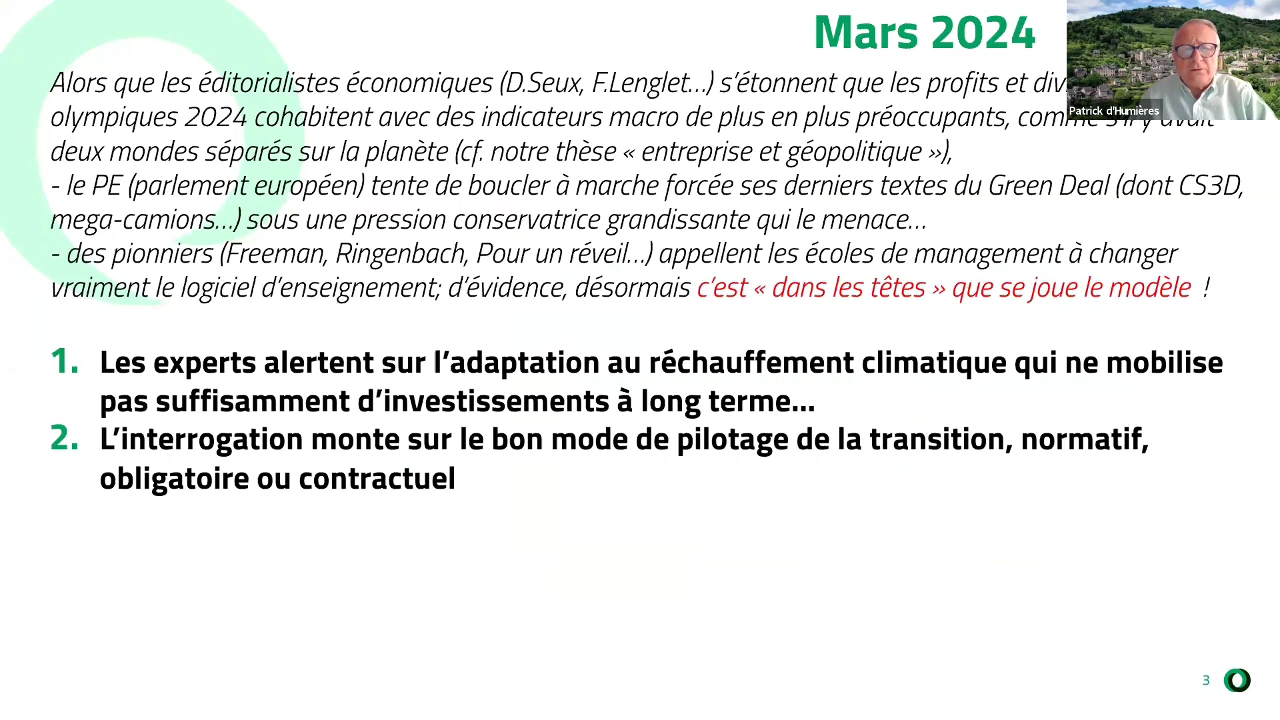 Mars 2024
Alors que les éditorialistes économiques (D.Seux, F.Lenglet…) s’étonnent que les profits et div
olympiques 2024 cohabitent avec des indicateurs macro de plus en plus préoccupants, comme s’il y avait
deux mondes séparés sur la planète (cf. notre thèse « entreprise et géopolitique »),
- le PE (parlement européen) tente de boucler à marche forcée ses derniers textes du Green Deal (dont CS3D,
mega-camions…) sous une pression conservatrice grandissante qui le menace…
- des pionniers (Freeman, Ringenbach, Pour un réveil…) appellent les écoles de management à changer
vraiment le logiciel d’enseignement; d’évidence, désormais c’est « dans les têtes » que se joue le modèle !
1. Les experts alertent sur l’adaptation au réchauffement climatique qui ne mobilise
pas suffisamment d’investissements à long terme…
2. L’interrogation monte sur le bon mode de pilotage de la transition, normatif,
obligatoire ou contractuel
Patrick d'Humières
3